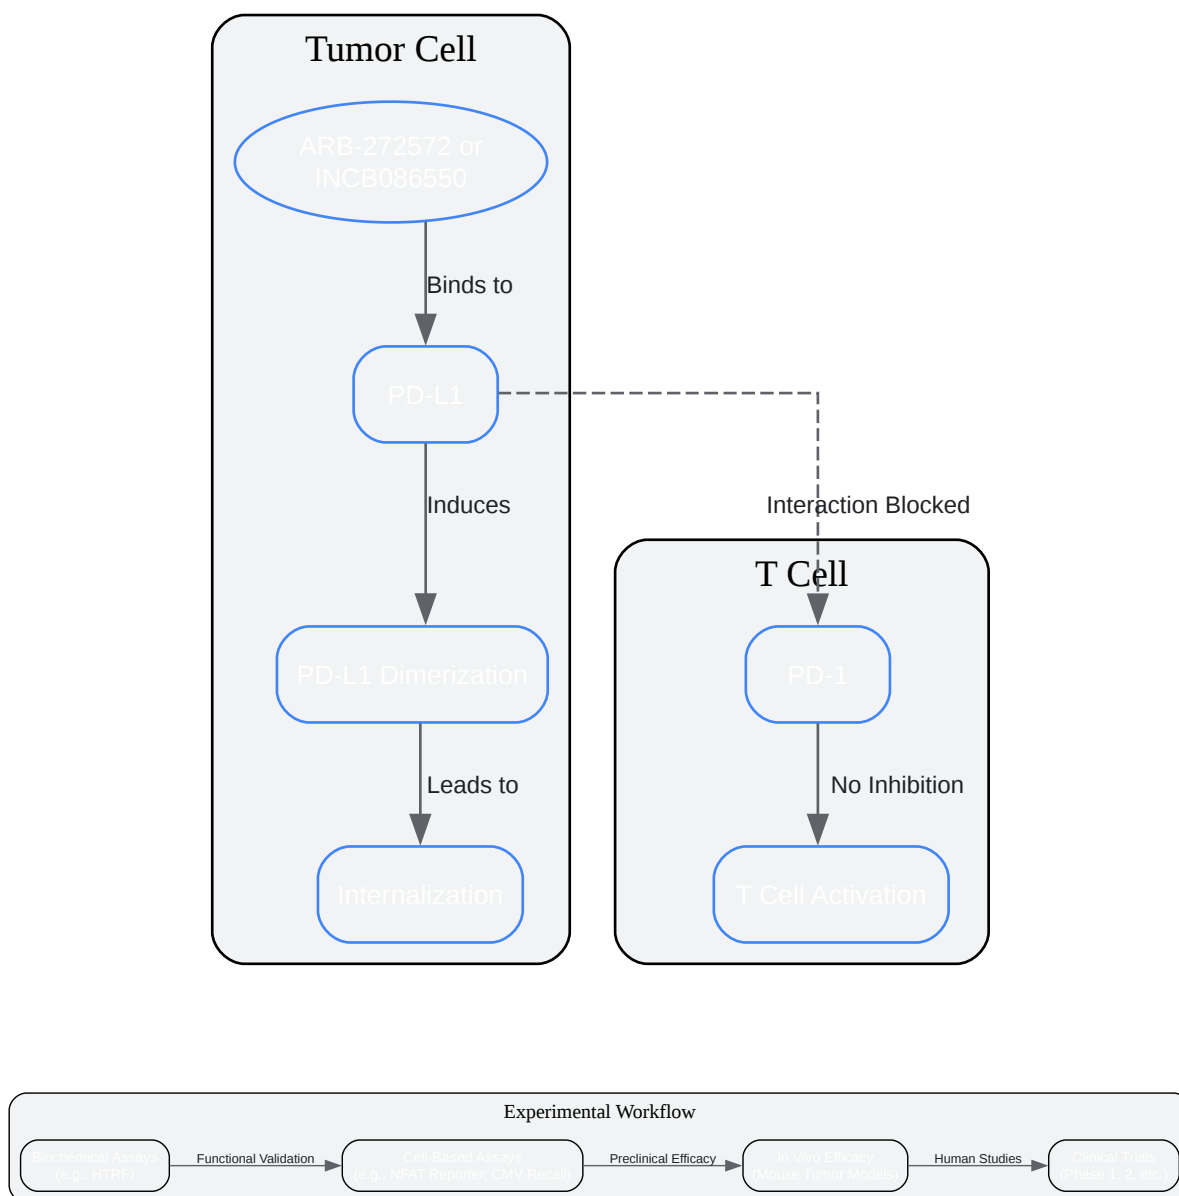 Tumor Cell
ARB-272572 or
INCB086550
Binds to
PD-L1
Induces
Interaction Blocked
T Cell
PD-L1 Dimerization
PD-1
Leads to
No Inhibition
Internalization
T Cell Activation
Experimental Workflow
Biochemical Assays
(e.g., HTRF)
Functional Validation
Cell-Based Assays
(e.g., NFAT Reporter, CMV Recall)
Preclinical Efficacy
In Vivo Efficacy
(Mouse Tumor Models)
Human Studies
Clinical Trials
(Phase 1, 2, etc.)